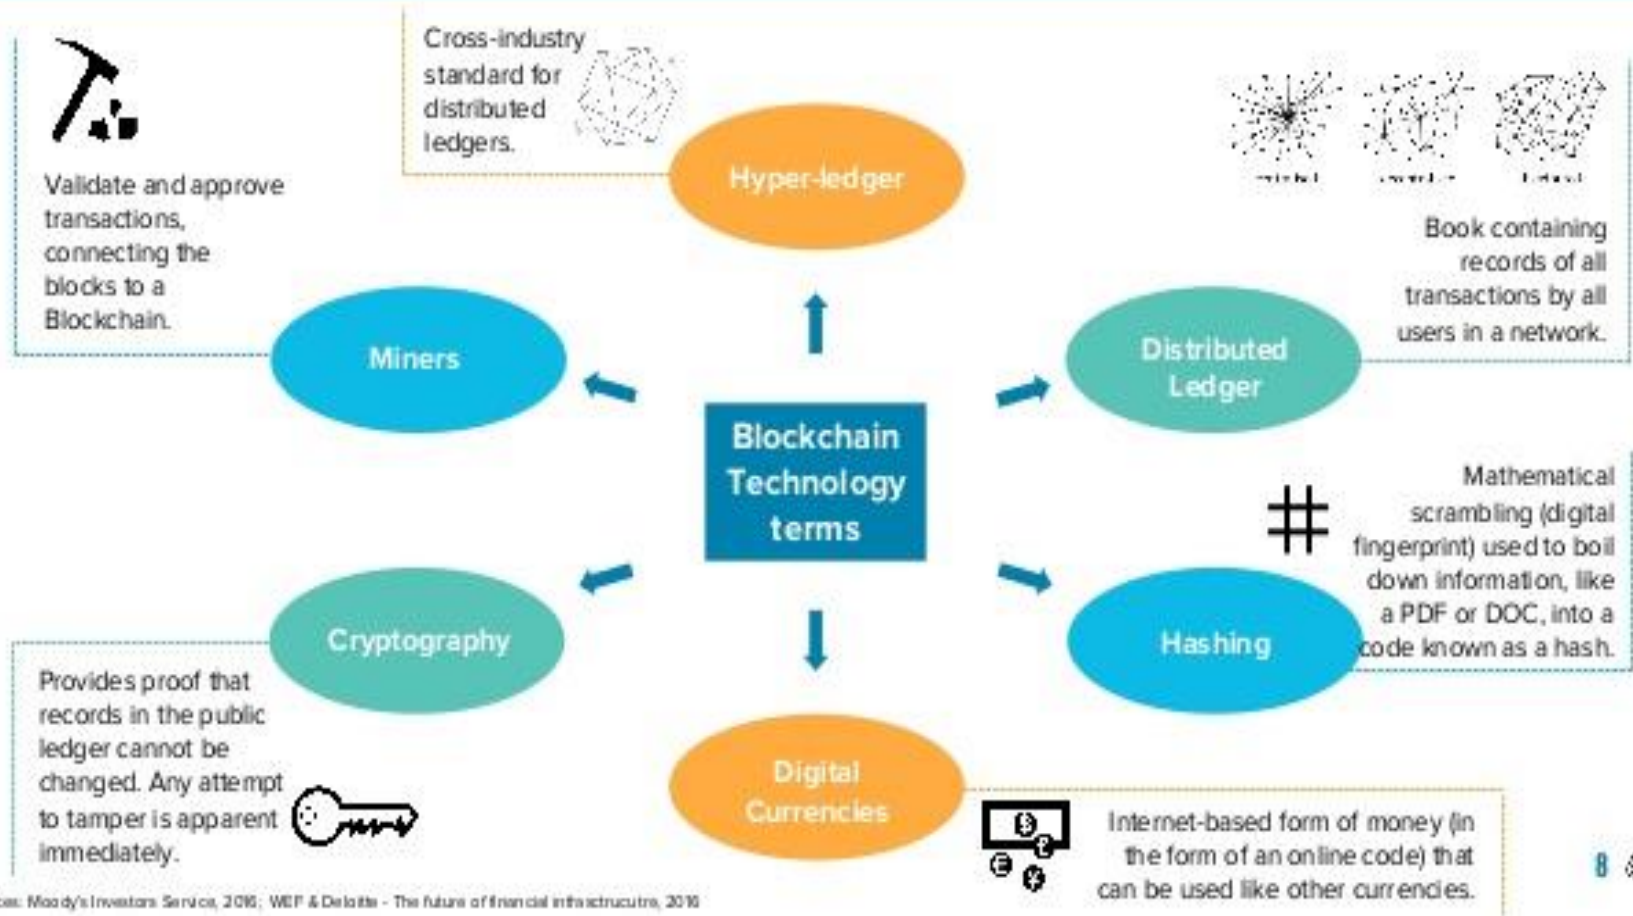 Cross-industry
standard for
distributed
ledgers.
Hyper-ledger
Validate and approve
transactions,
connecting the
blocks to a
Blockchain.
Miners
Book containing
records of all
transactions by all
users in a network.
Distributed
Ledger
Blockchain
Technology
terms
Mathematical
scrambling (digital
fingerprint) used to boil
down information, like
a PDF or DOC, into a
code known as a hash.
Hashing
Cryptography
Provides proof that
records in the public
ledger cannot be
changed. Any attempt
to tamper is apparent
immediately.
Digital
Currencies
Internet-based form of money (in
the form of an online code) that
can be used like other currencies.
8
ces: Moody's Investors Service, 2016; WEF & Deloitte - The future of financial infrastrucutre, 2016